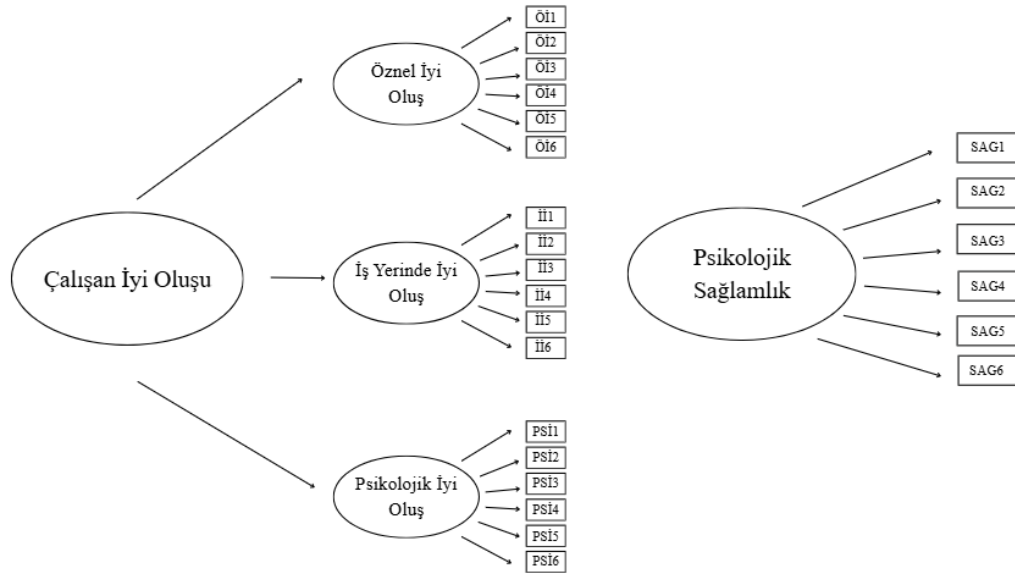 Çalışan İyi Oluşu
Öznel İyi
Oluş
Öİ1
Öİ2
Öİ3
Öİ4
Öİ5
Öİ6
İş Yerinde İyi
Oluş
İİ1
İİ2
İİ3
İİ4
İİ5
İİ6
Psikolojik İyi
Oluş
PSİ1
PSİ2
PSİ3
PSİ4
PSİ5
PSİ6
Psikolojik
Sağlamlık
SAG1
SAG2
SAG3
SAG4
SAG5
SAG6